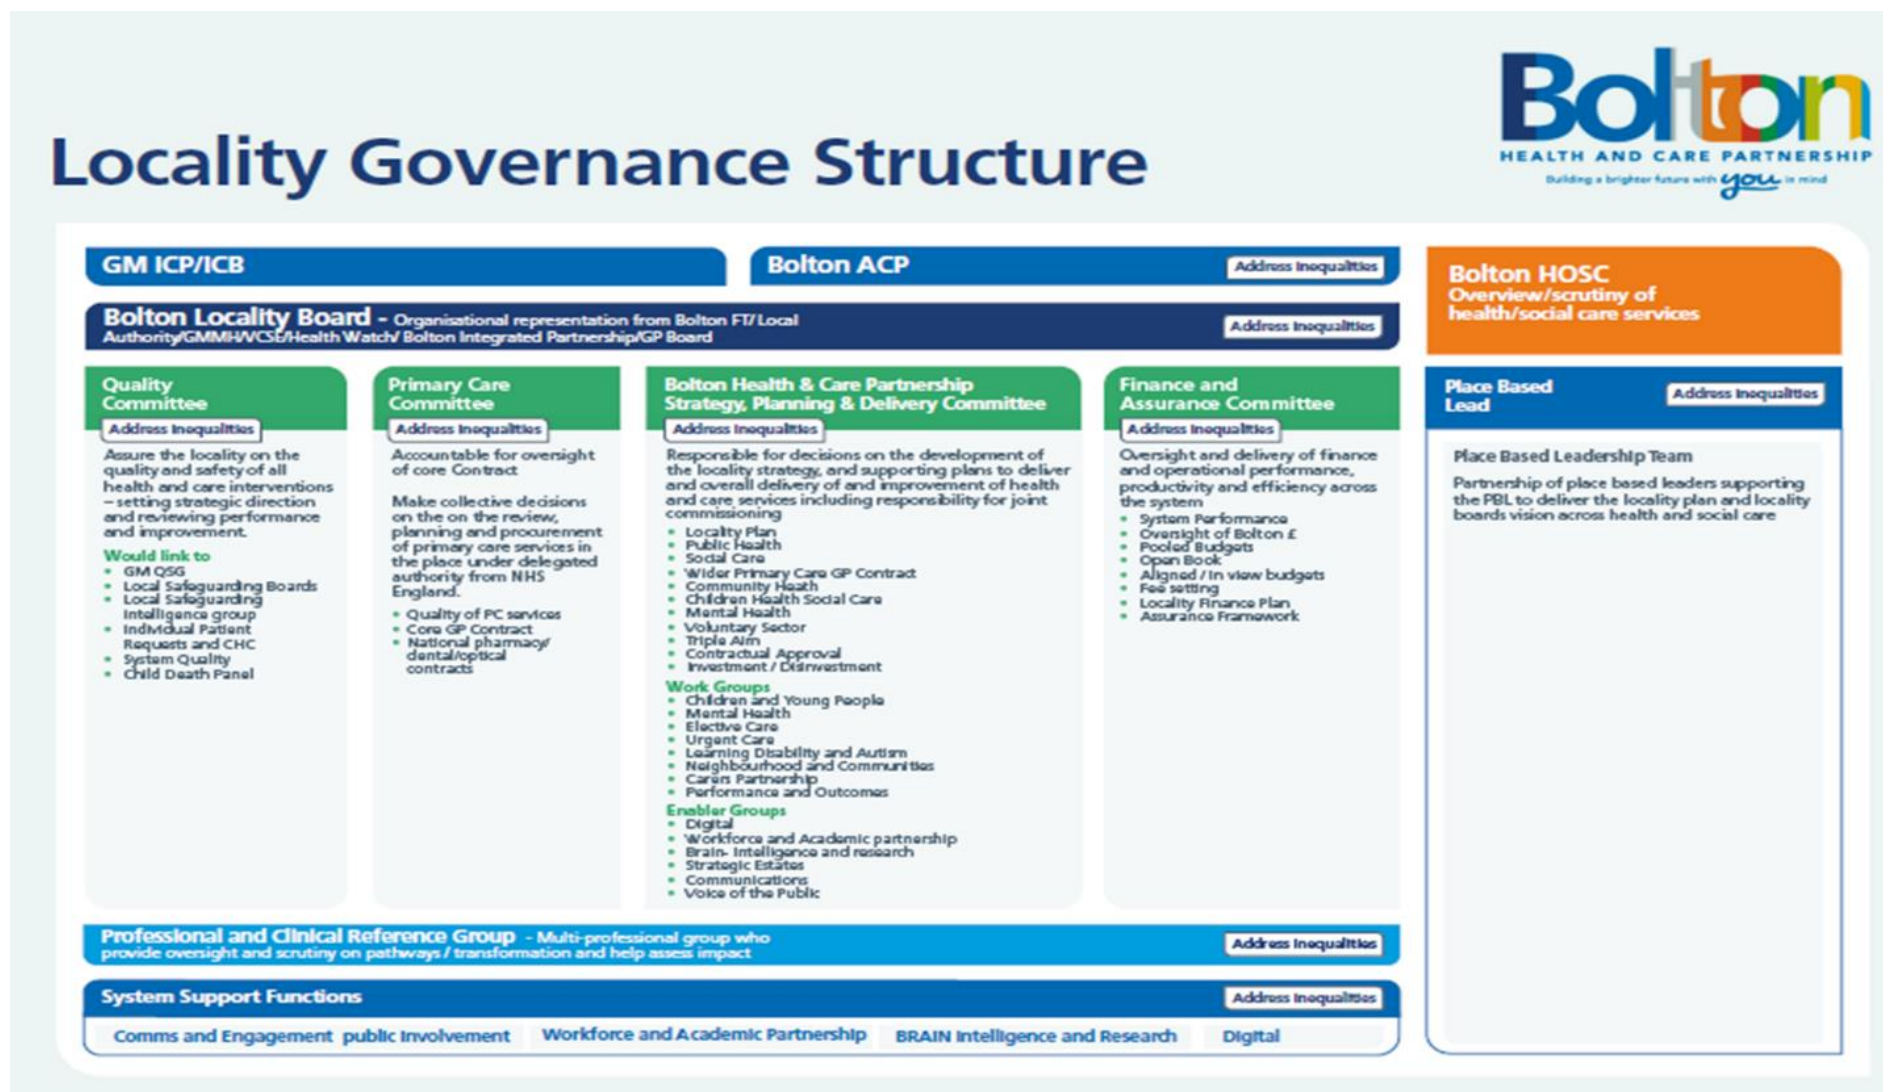 Bolton
HEALTH AND CARE PARTNERSHIP
Building a brighter future with you in mind
Locality Governance Structure
GM ICP/ICB
Bolton ACP
Address Inequalities
Bolton Locality Board - Organisational representation from Bolton FT/ Local
Authority/GMMH/VCSE/Health Watch/ Bolton Integrated Partnership/GP Board
Address Inequalities
Bolton HOSC
Overview/scrutiny of
health/social care services
Quality
Committee
Address Inequalities
Assure the locality on the
quality and safety of all
health and care interventions
– setting strategic direction
and reviewing performance
and improvement.
Would link to
• GM QSG
• Local Safeguarding Boards
• Local Safeguarding
Intelligence group
• Individual Patient
Requests and CHC
• System Quality
• Child Death Panel
Primary Care
Committee
Address Inequalities
Accountable for oversight
of core Contract
Make collective decisions
on the on the review,
planning and procurement
of primary care services in
the place under delegated
authority from NHS
England.
• Quality of PC services
• Core GP Contract
• National pharmacy/
dental/optical
contracts
Bolton Health & Care Partnership
Strategy, Planning & Delivery Committee
Address Inequalities
Responsible for decisions on the development of
the locality strategy, and supporting plans to deliver
and overall delivery of and improvement of health
and care services including responsibility for joint
commissioning
• Locality Plan
• Public Health
• Social Care
• Wider Primary Care GP Contract
• Community Heath
• Children Health Social Care
• Mental Health
• Voluntary Sector
• Triple Aim
• Contractual Approval
• Investment / Disinvestment
Work Groups
• Children and Young People
• Mental Health
• Elective Care
• Urgent Care
• Learning Disability and Autism
• Neighbourhood and Communities
• Carers Partnership
• Performance and Outcomes
Enabler Groups
• Digital
• Workforce and Academic partnership
• Brain- Intelligence and research
• Strategic Estates
• Communications
• Voice of the Public
Finance and
Assurance Committee
Address Inequalities
Oversight and delivery of finance
and operational performance,
productivity and efficiency across
the system
• System Performance
• Oversight of Bolton £
• Pooled Budgets
• Open Book
• Aligned / In view budgets
• Fee setting
• Locality Finance Plan
• Assurance Framework
Place Based
Lead
Address Inequalities
Place Based Leadership Team
Partnership of place based leaders supporting
the PBL to deliver the locality plan and locality
boards vision across health and social care
Professional and Clinical Reference Group - Multi-professional group who
provide oversight and scrutiny on pathways / transformation and help assess impact
Address Inequalities
System Support Functions
Address Inequalities
Comms and Engagement public Involvement
Workforce and Academic Partnership
BRAIN Intelligence and Research
Digital